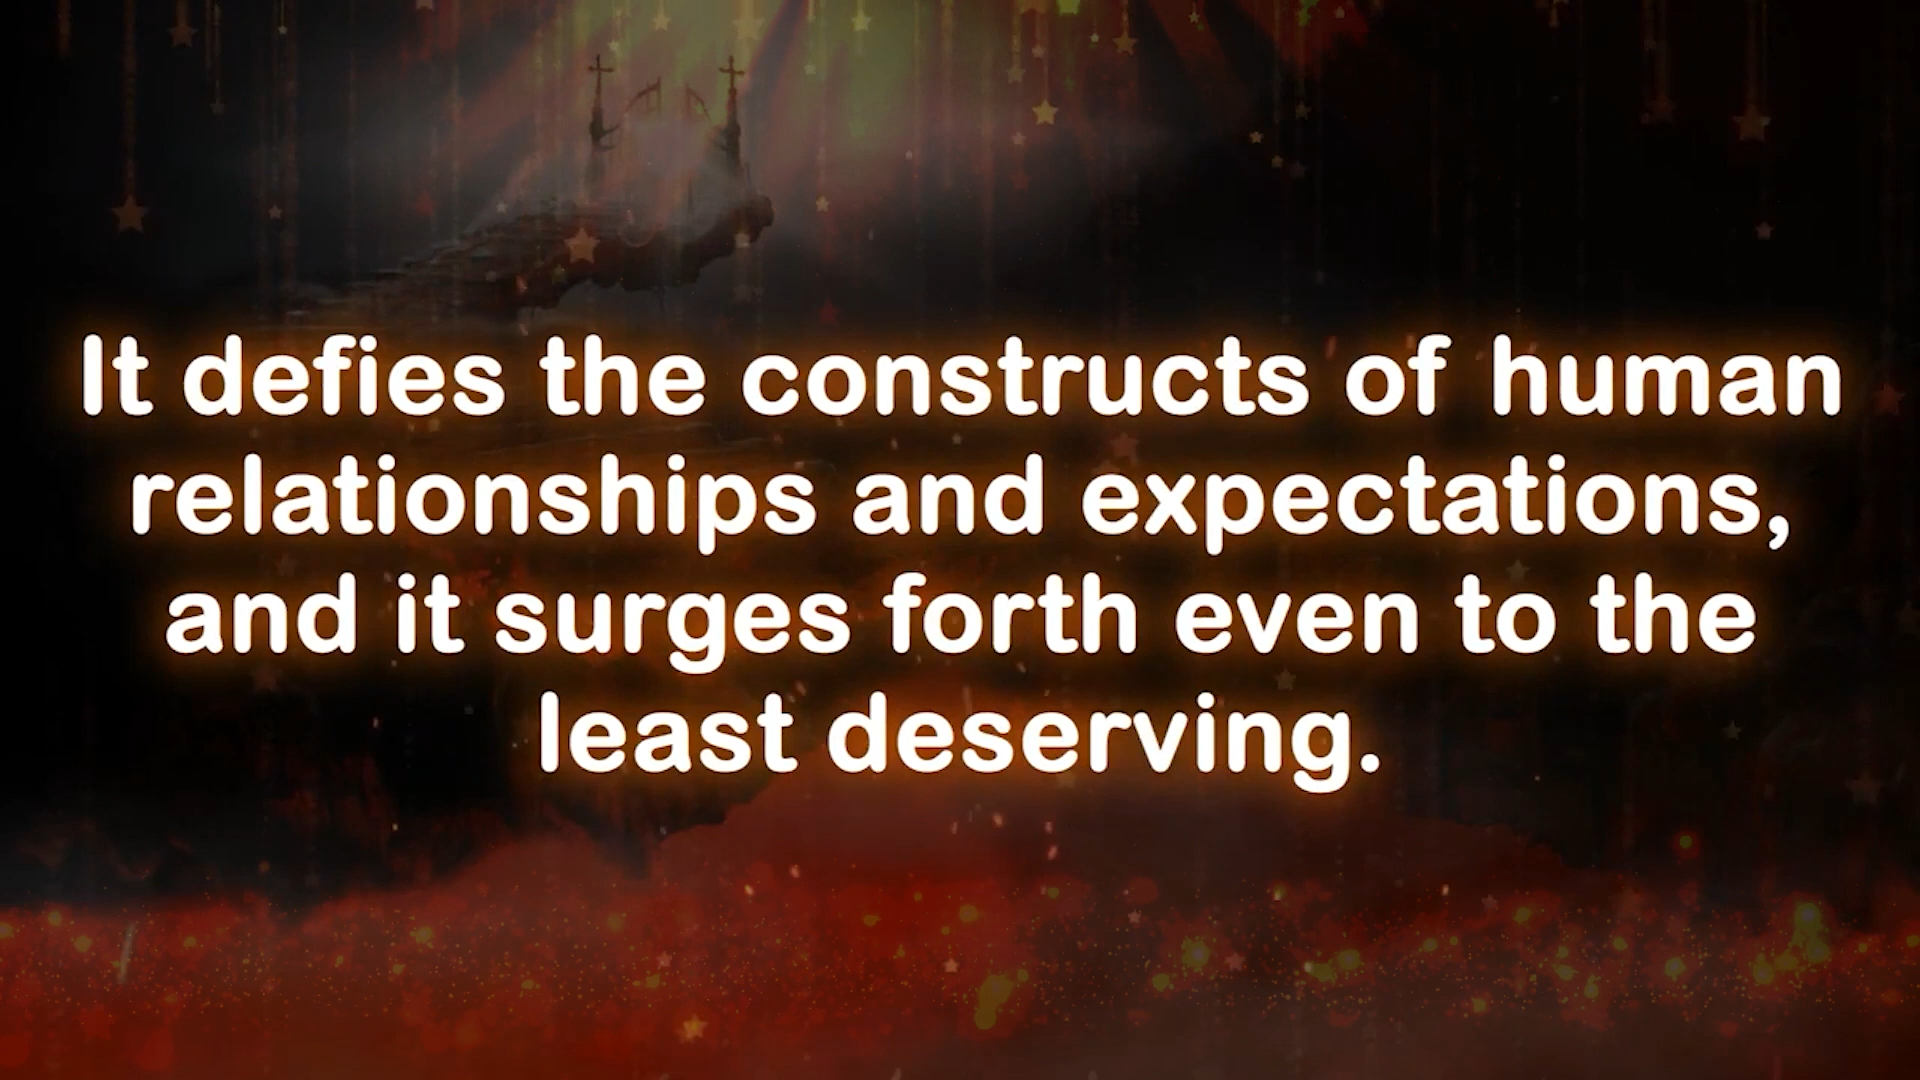 It defies the constructs of human
relationships and expectations,
and it surges forth even to the
least deserving.